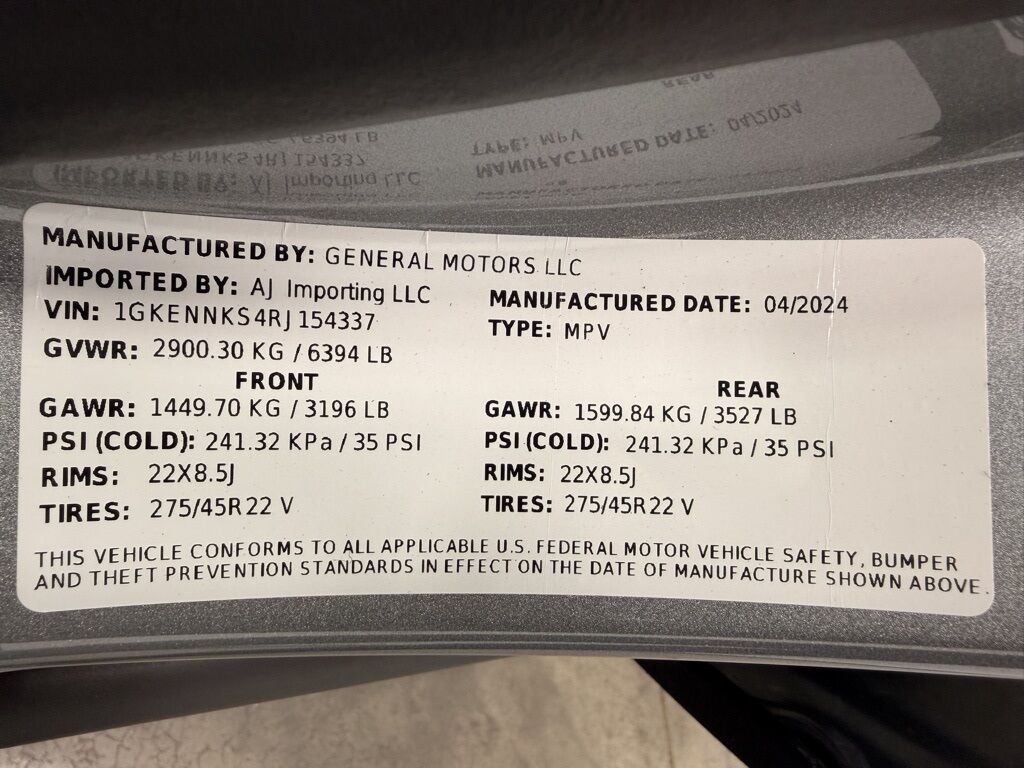 MANUFACTURED BY: GENERAL MOTORS LLC
IMPORTED BY: AJ Importing LLC
MANUFACTURED DATE: 04/2024
VIN: 1GKENNKS4RJ154337
TYPE: MPV
GVWR: 2900.30 KG / 6394 LB
FRONT
REAR
GAWR: 1449.70 KG / 3196 LB
GAWR: 1599.84 KG / 3527 LB
PSI (COLD): 241.32 KPa / 35 PSI
PSI (COLD): 241.32 KPa / 35 PSI
RIMS: 22X8.5J
RIMS: 22X8.5J
TIRES: 275/45R22 V
TIRES: 275/45R22 V
THIS VEHICLE CONFORMS TO ALL APPLICABLE U.S. FEDERAL MOTOR VEHICLE SAFETY, BUMPER
AND THEFT PREVENTION STANDARDS IN EFFECT ON THE DATE OF MANUFACTURE SHOWN ABOVE.